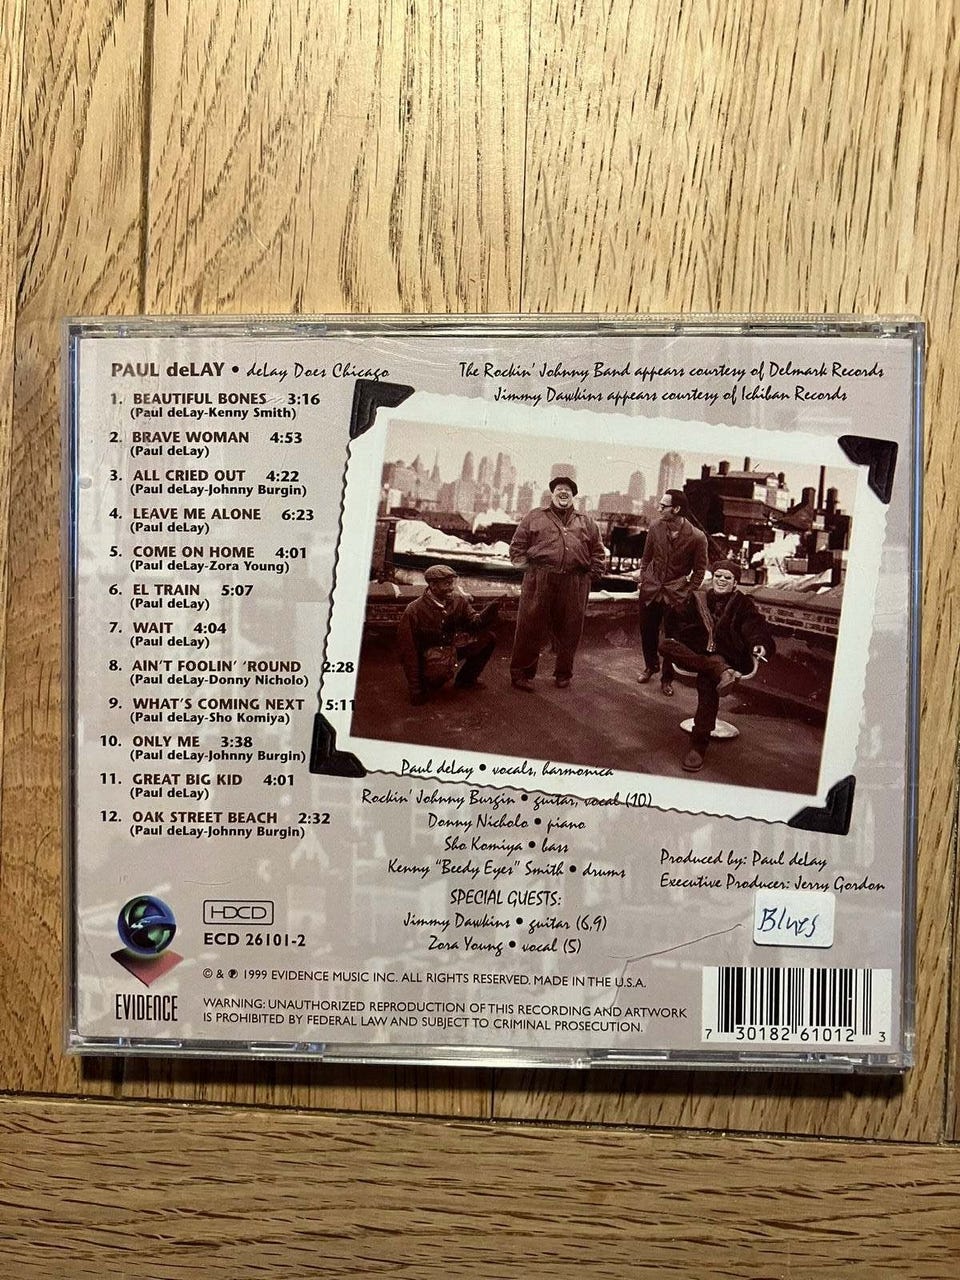 PAUL deLAY • deLay Does Chicago
The Rockin' Johnny Band appears courtesy of Delmark Records
Jimmy Dawkins appears courtesy of Ichiban Records
1. BEAUTIFUL BONES 3:16
(Paul deLay-Kenny Smith)
2. BRAVE WOMAN 4:53
(Paul deLay)
3. ALL CRIED OUT 4:22
(Paul deLay-Johnny Burgin)
4. LEAVE ME ALONE 6:23
(Paul deLay)
5. COME ON HOME 4:01
(Paul deLay-Zora Young)
6. EL TRAIN 5:07
(Paul deLay)
7. WAIT 4:04
(Paul deLay)
8. AIN'T FOOLIN' 'ROUND 2:28
(Paul deLay-Donny Nicholo)
9. WHAT'S COMING NEXT 5:11
(Paul deLay-Sho Komiya)
10. ONLY ME 3:38
(Paul deLay-Johnny Burgin)
11. GREAT BIG KID 4:01
(Paul deLay)
12. OAK STREET BEACH 2:32
(Paul deLay-Johnny Burgin)
Paul deLay • vocals, harmonica
Rockin' Johnny Burgin • guitar, vocal (10)
Donny Nicholo • piano
Sho Komiya • bass
Kenny "Beedy Eyes" Smith • drums
SPECIAL GUESTS:
Jimmy Dawkins • guitar (6,9)
Zora Young • vocal (5)
Produced by: Paul deLay
Executive Producer: Jerry Gordon
Blues
HDCD
ECD 26101-2
EVIDENCE
© & ℗ 1999 EVIDENCE MUSIC INC. ALL RIGHTS RESERVED. MADE IN THE U.S.A.
WARNING: UNAUTHORIZED REPRODUCTION OF THIS RECORDING AND ARTWORK
IS PROHIBITED BY FEDERAL LAW AND SUBJECT TO CRIMINAL PROSECUTION.
7 30182 61012 3